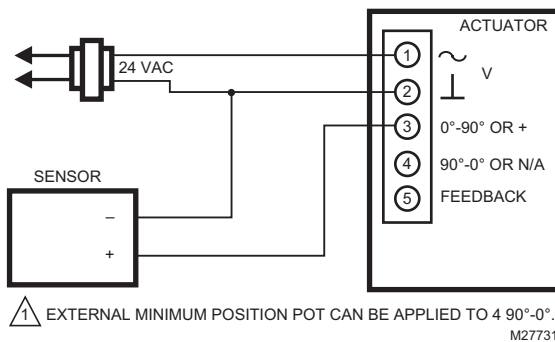 ACTUATOR
24 VAC
1
2
V
3 0°-90° OR +
4 90°-0° OR N/A
5 FEEDBACK
SENSOR
–
+
1 EXTERNAL MINIMUM POSITION POT CAN BE APPLIED TO 4 90°-0°.
M27731